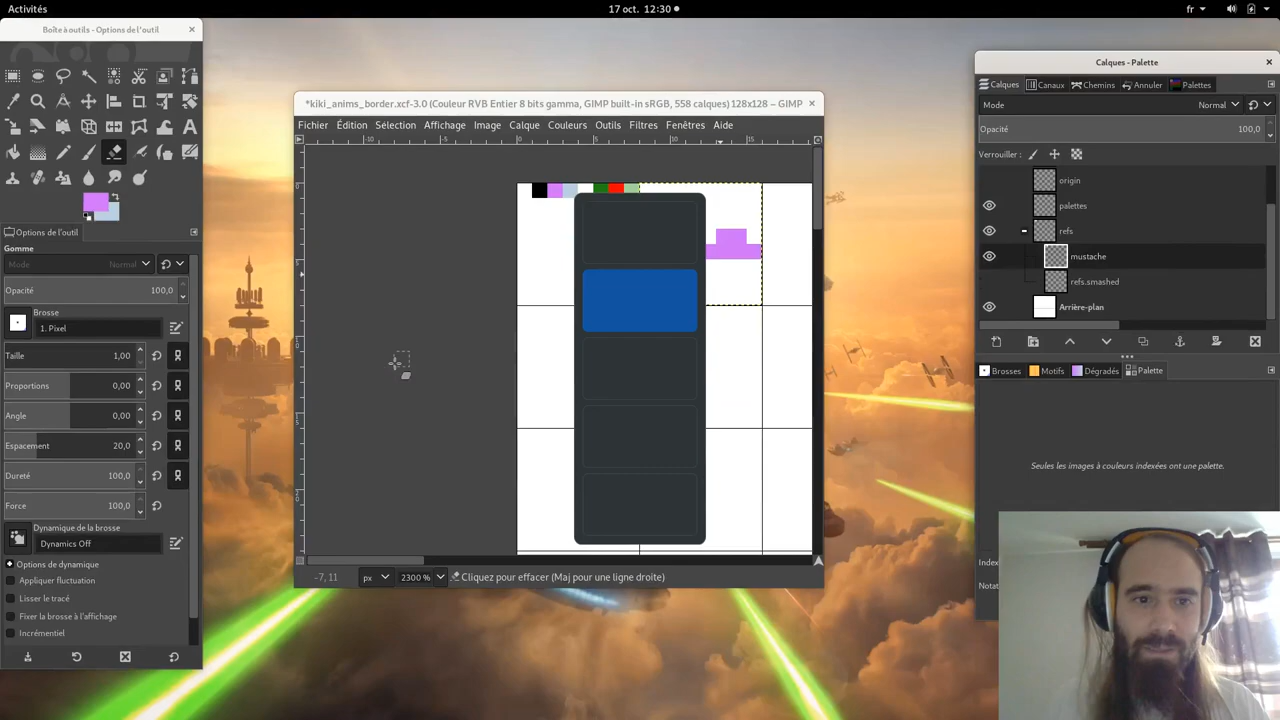 Activités
17 oct. 12:30
fr
Boîte à outils - Options de l'outil
Options de l'outil
Gomme
Mode Normal
Opacité 100,0
Brosse
1. Pixel
Taille 1,00
Proportions 0,00
Angle 0,00
Espacement 20,0
Dureté 100,0
Force 100,0
Dynamique de la brosse
Dynamics Off
Options de dynamique
Appliquer fluctuation
Lisser le tracé
Fixer la brosse à l'affichage
Incrémentiel
*kiki_anims_border.xcf-3.0 (Couleur RVB Entier 8 bits gamma, GIMP built-in sRGB, 558 calques) 128x128 – GIMP
Fichier Édition Sélection Affichage Image Calque Couleurs Outils Filtres Fenêtres Aide
-10 -5 0 5 10 15
-7, 11 px 2300 % Cliquez pour effacer (Maj pour une ligne droite)
Calques - Palette
Calques Canaux Chemins Annuler Palettes
Mode Normal
Opacité 100,0
Verrouiller :
origin
palettes
refs
mustache
refs.smashed
Arrière-plan
Brosses Motifs Dégradés Palette
Seules les images à couleurs indexées ont une palette.